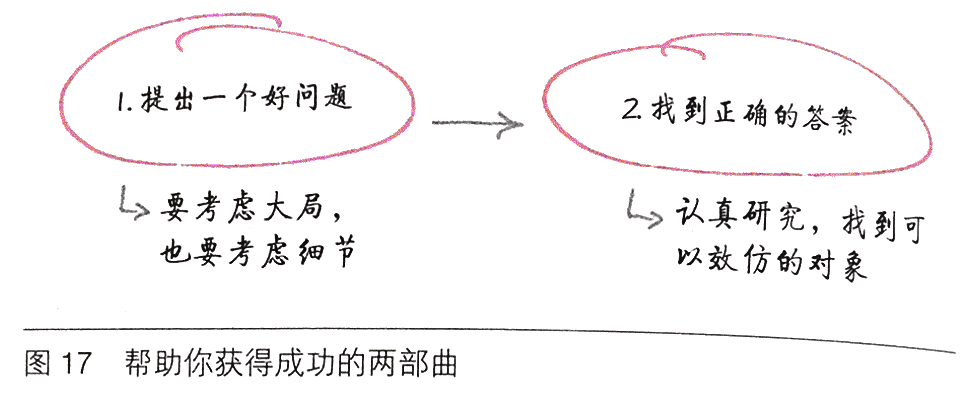 1.提出一个好问题
要考虑大局，
也要考虑细节
2.找到正确的答案
认真研究，找到可
以效仿的对象
图 17 帮助你获得成功的两部曲